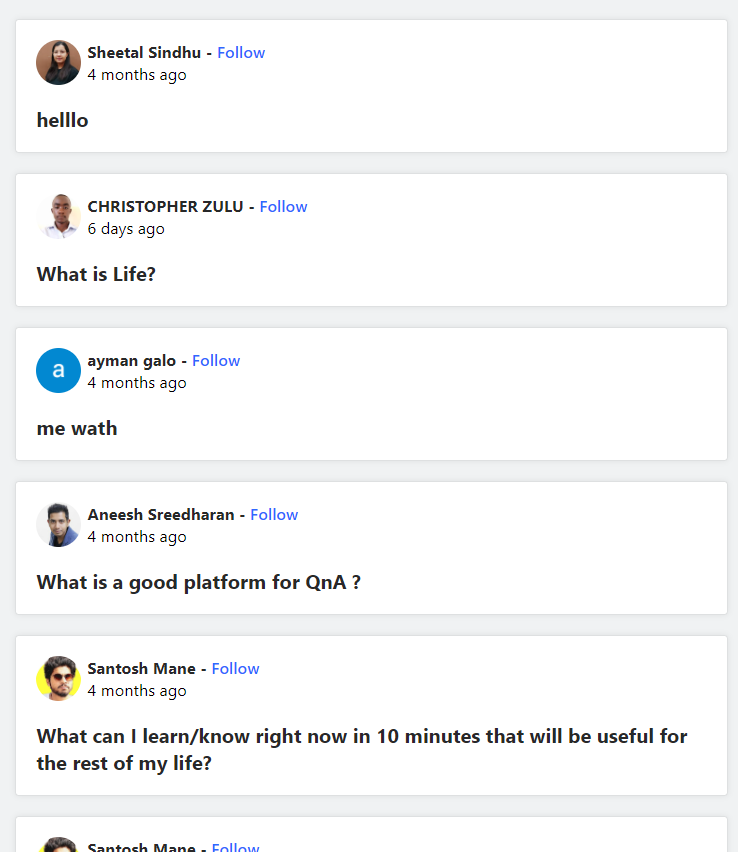 Sheetal Sindhu - Follow
4 months ago
helllo
CHRISTOPHER ZULU - Follow
6 days ago
What is Life?
a
ayman galo - Follow
4 months ago
me wath
Aneesh Sreedharan - Follow
4 months ago
What is a good platform for QnA ?
Santosh Mane - Follow
4 months ago
What can I learn/know right now in 10 minutes that will be useful for
the rest of my life?
Santosh Mane - Follow